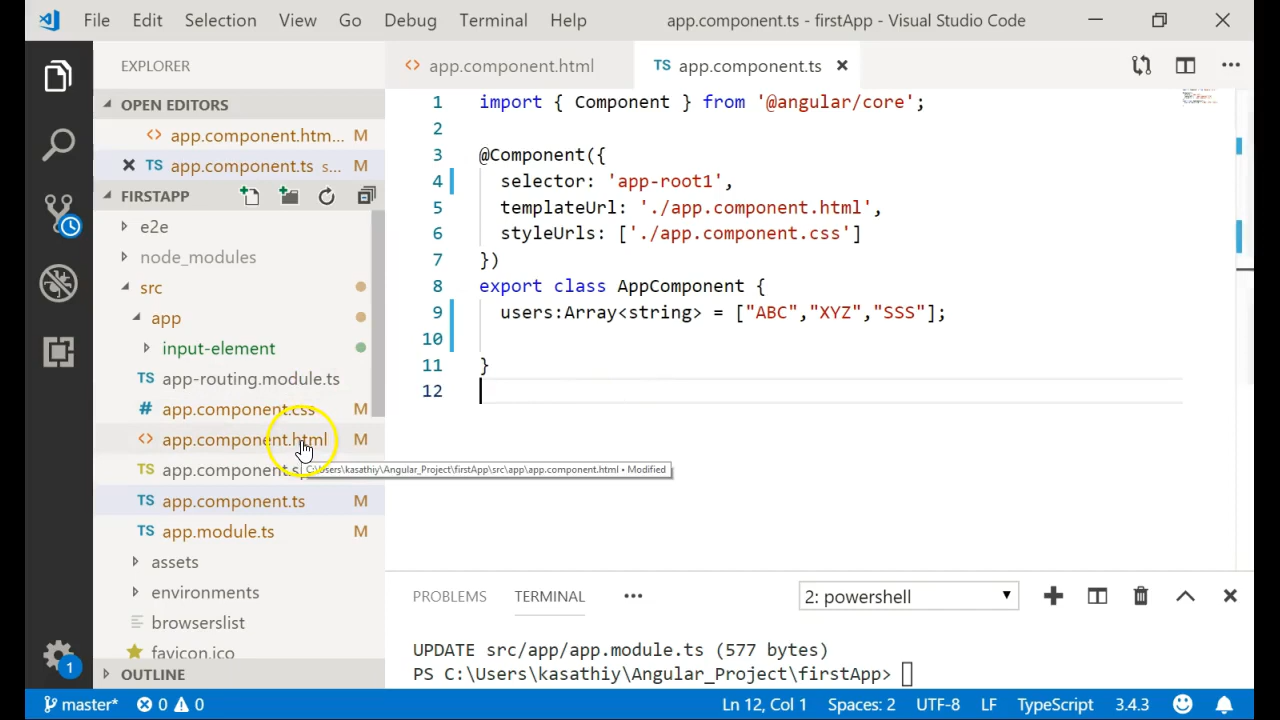 File Edit Selection View Go Debug Terminal Help app.component.ts - firstApp - Visual Studio Code
EXPLORER
OPEN EDITORS
<> app.component.htm... M
TS app.component.ts s... M
FIRSTAPP
e2e
node_modules
src
app
input-element
TS app-routing.module.ts
# app.component.css M
<> app.component.html M
TS app.component.s
C:\Users\kasathiy\Angular_Project\firstApp\src\app\app.component.html • Modified
TS app.component.ts M
TS app.module.ts M
assets
environments
browserslist
favicon.ico
OUTLINE
<> app.component.html TS app.component.ts
1 import { Component } from '@angular/core';
2
3 @Component({
4 selector: 'app-root1',
5 templateUrl: './app.component.html',
6 styleUrls: ['./app.component.css']
7 })
8 export class AppComponent {
9 users:Array<string> = ["ABC","XYZ","SSS"];
10
11 }
12
PROBLEMS TERMINAL ••• 2: powershell
UPDATE src/app/app.module.ts (577 bytes)
PS C:\Users\kasathiy\Angular_Project\firstApp>
1
master* 0 0 Ln 12, Col 1 Spaces: 2 UTF-8 LF TypeScript 3.4.3